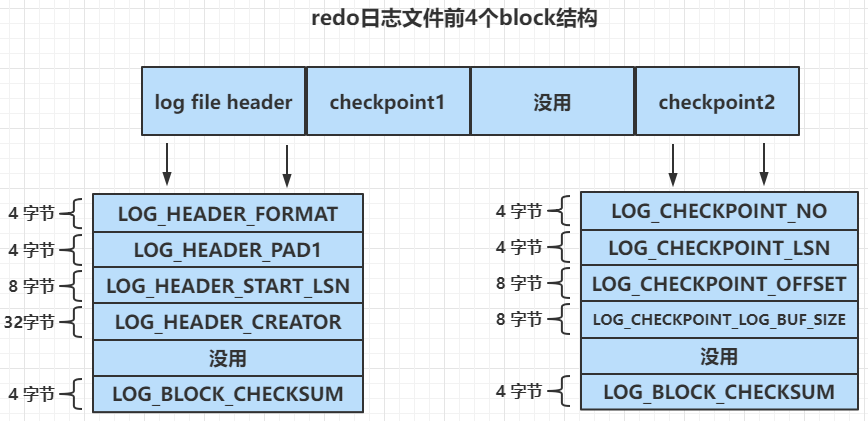 redo日志文件前4个block结构
log file header
checkpoint1
没用
checkpoint2
4 字节
LOG_HEADER_FORMAT
4 字节
LOG_HEADER_PAD1
8 字节
LOG_HEADER_START_LSN
32字节
LOG_HEADER_CREATOR
没用
4 字节
LOG_BLOCK_CHECKSUM
4 字节
LOG_CHECKPOINT_NO
4 字节
LOG_CHECKPOINT_LSN
8 字节
LOG_CHECKPOINT_OFFSET
8 字节
LOG_CHECKPOINT_LOG_BUF_SIZE
没用
4 字节
LOG_BLOCK_CHECKSUM